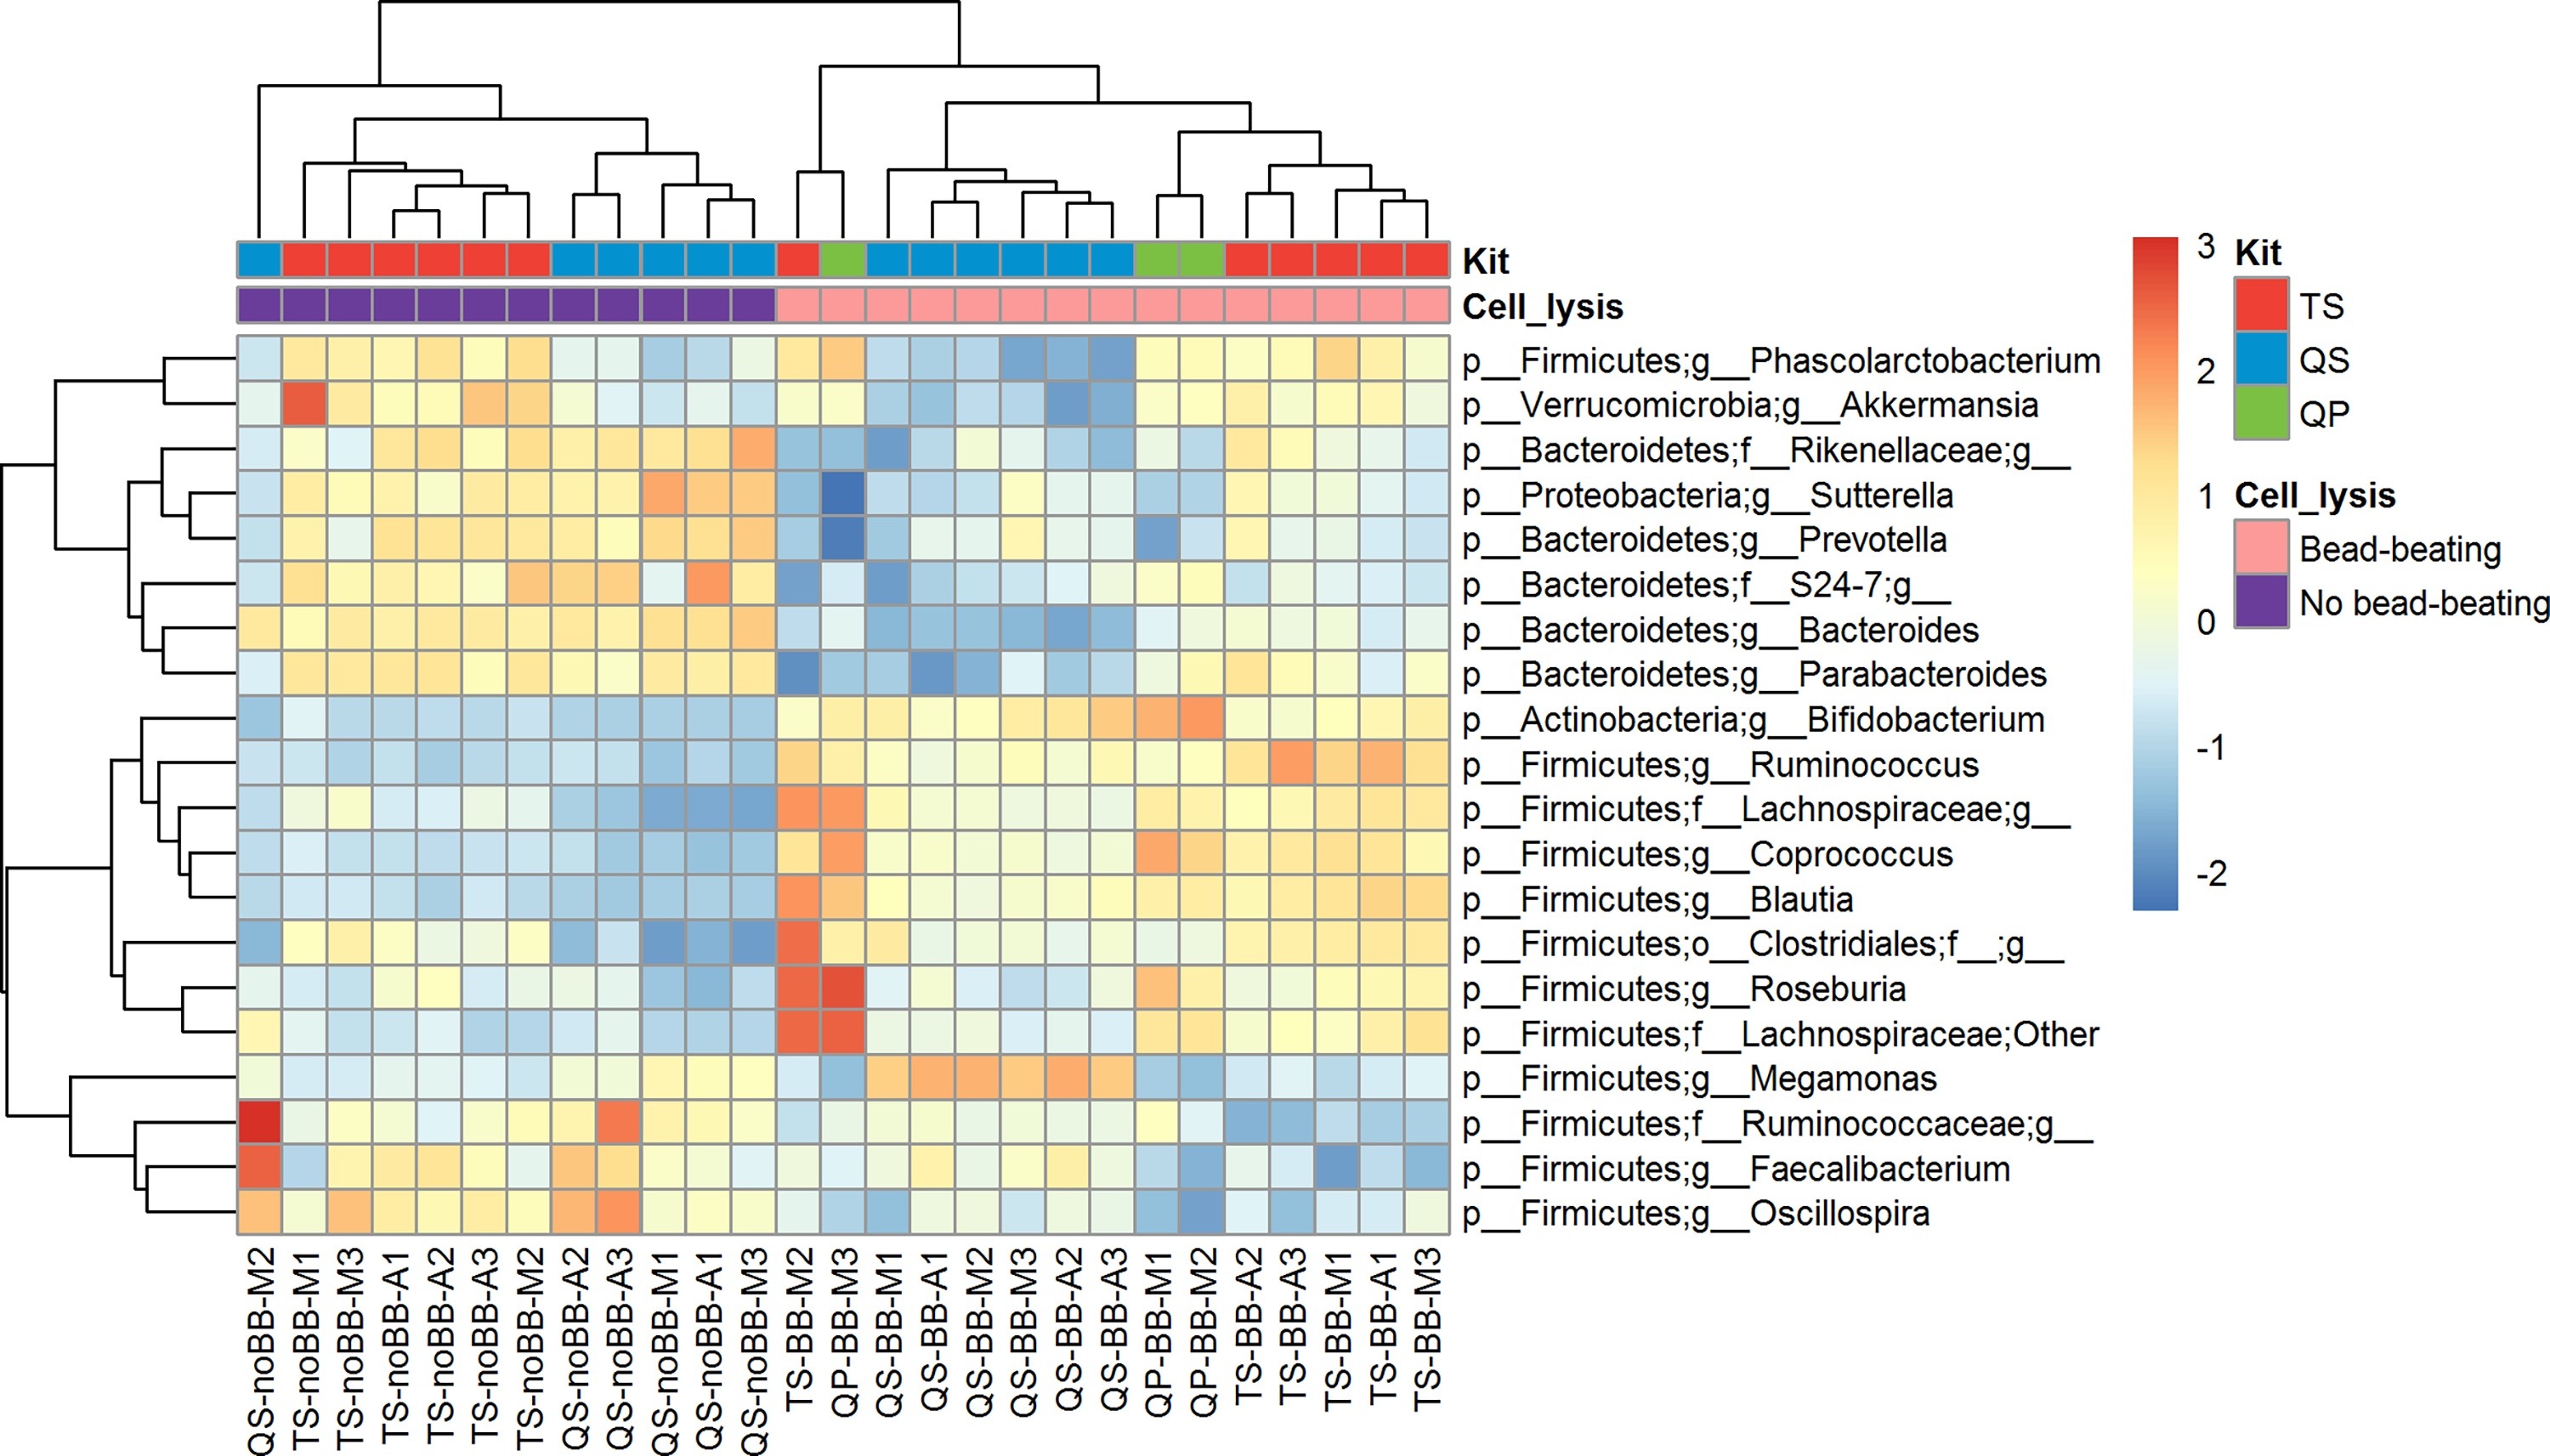 Kit
Cell_lysis
p__Firmicutes;g__Phascolarctobacterium
p__Verrucomicrobia;g__Akkermansia
p__Bacteroidetes;f__Rikenellaceae;g__
p__Proteobacteria;g__Sutterella
p__Bacteroidetes;g__Prevotella
p__Bacteroidetes;f__S24-7;g__
p__Bacteroidetes;g__Bacteroides
p__Bacteroidetes;g__Parabacteroides
p__Actinobacteria;g__Bifidobacterium
p__Firmicutes;g__Ruminococcus
p__Firmicutes;f__Lachnospiraceae;g__
p__Firmicutes;g__Coprococcus
p__Firmicutes;g__Blautia
p__Firmicutes;o__Clostridiales;f__;g__
p__Firmicutes;g__Roseburia
p__Firmicutes;f__Lachnospiraceae;Other
p__Firmicutes;g__Megamonas
p__Firmicutes;f__Ruminococcaceae;g__
p__Firmicutes;g__Faecalibacterium
p__Firmicutes;g__Oscillospira
QS-noBB-M2
TS-noBB-M1
TS-noBB-M3
TS-noBB-A1
TS-noBB-A2
TS-noBB-A3
TS-noBB-M2
QS-noBB-A2
QS-noBB-A3
QS-noBB-M1
QS-noBB-A1
QS-noBB-M3
TS-BB-M2
QP-BB-M3
QS-BB-M1
QS-BB-A1
QS-BB-M2
QS-BB-M3
QS-BB-A2
QS-BB-A3
QP-BB-M1
QP-BB-M2
TS-BB-A2
TS-BB-A3
TS-BB-M1
TS-BB-A1
TS-BB-M3
3
2
1
0
-1
-2
Kit
TS
QS
QP
Cell_lysis
Bead-beating
No bead-beating